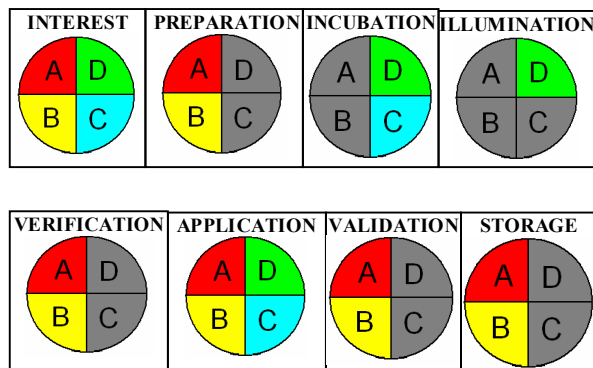 INTEREST PREPARATION INCUBATION ILLUMINATION
A D A D A D A D
B C B C B C B C
VERIFICATION APPLICATION VALIDATION STORAGE
A D A D A D A D
B C B C B C B C